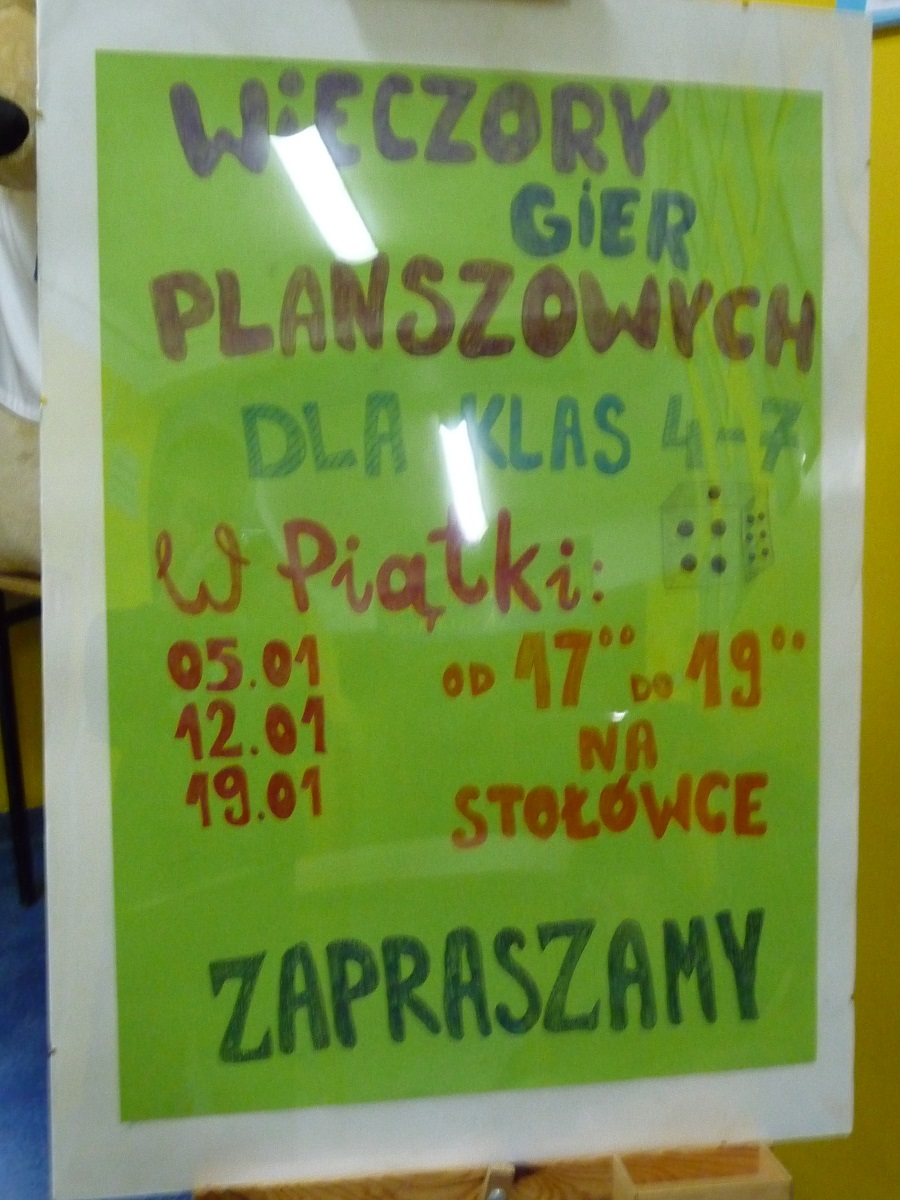 WiECZORY
GiER
PLANSZOWYCH
DLA KLAS 4-7
W Piątki:
05.01
12.01
19.01
OD 17⁰⁰ DO 19⁰⁰
NA
STOŁÓWCE
ZAPRASZAMY